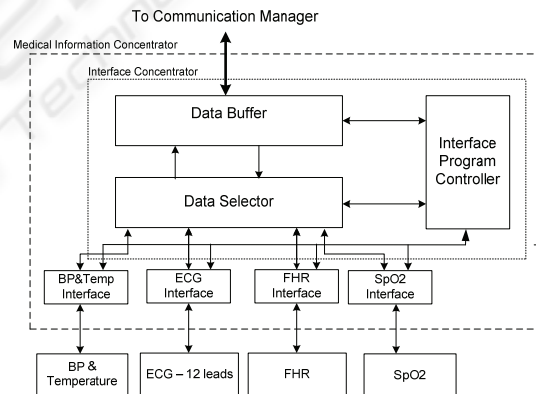 To Communication Manager
Medical Information Concentrator
Interface Concentrator
Data Buffer
Interface
Program
Controller
Data Selector
BP&Temp
Interface
ECG
Interface
FHR
Interface
SpO2
Interface
BP &
Temperature
ECG – 12 leads
FHR
SpO2